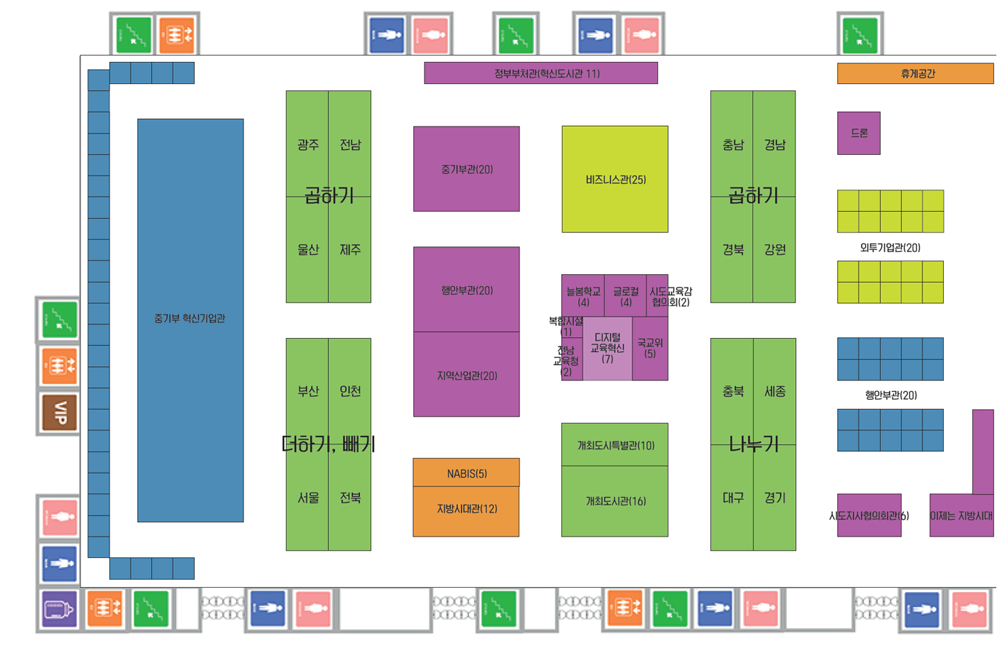 정부부처관(혁신도시관 11)
휴게공간
광주
전남
곱하기
울산
제주
중기부관(20)
비즈니스관(25)
충남
경남
곱하기
경북
강원
드론
외투기업관(20)
중기부 혁신기업관
행안부관(20)
지역산업관(20)
늘봄학교
(4)
글로컬
(4)
시도교육감
협의회(2)
복합시설
(1)
전남
교육청
(2)
디지털
교육혁신
(7)
국교위
(5)
부산
인천
더하기, 빼기
서울
전북
NABIS(5)
지방시대관(12)
개최도시특별관(10)
개최도시관(16)
충북
세종
나누기
대구
경기
행안부관(20)
시도지사협의회관(6)
이제는 지방시대
VIP